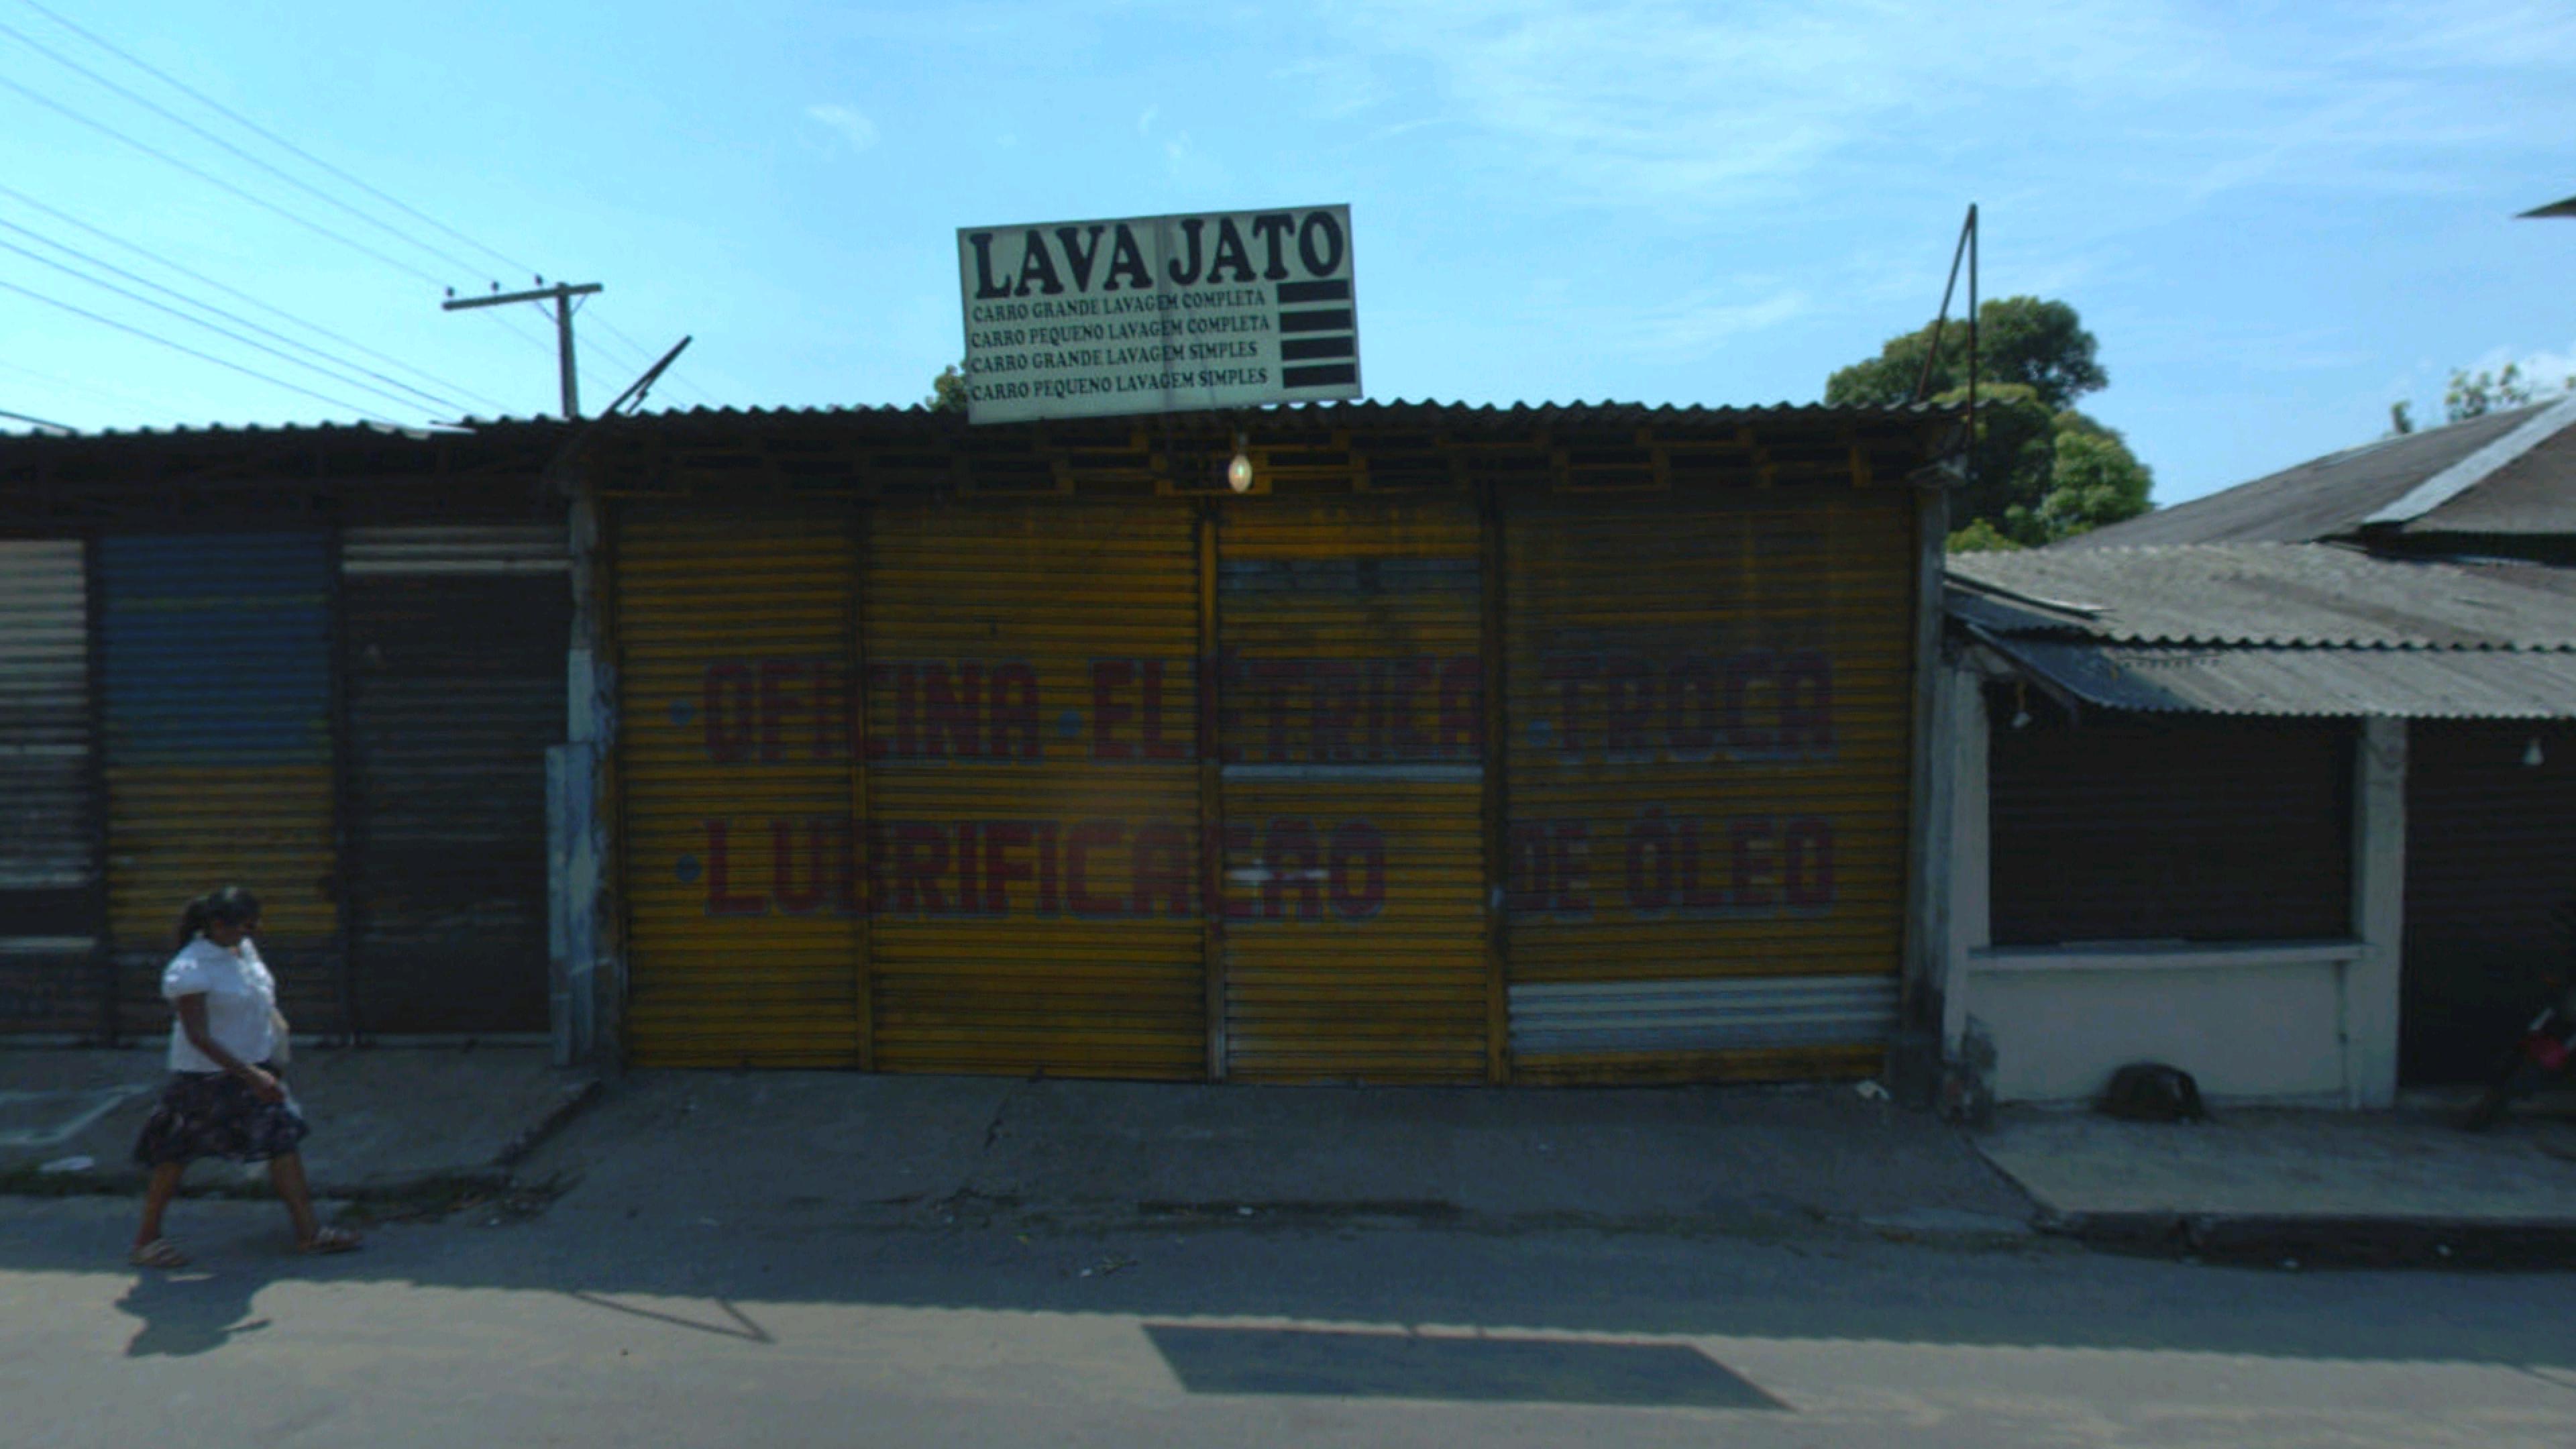 LAVA JATO
CARRO GRANDE LAVAGEM COMPLETA
CARRO PEQUENO LAVAGEM COMPLETA
CARRO GRANDE LAVAGEM SIMPLES
CARRO PEQUENO LAVAGEM SIMPLES
• OFICINA • ELÉTRICA • TROCA
• LUBRIFICAÇÃO DE ÓLEO